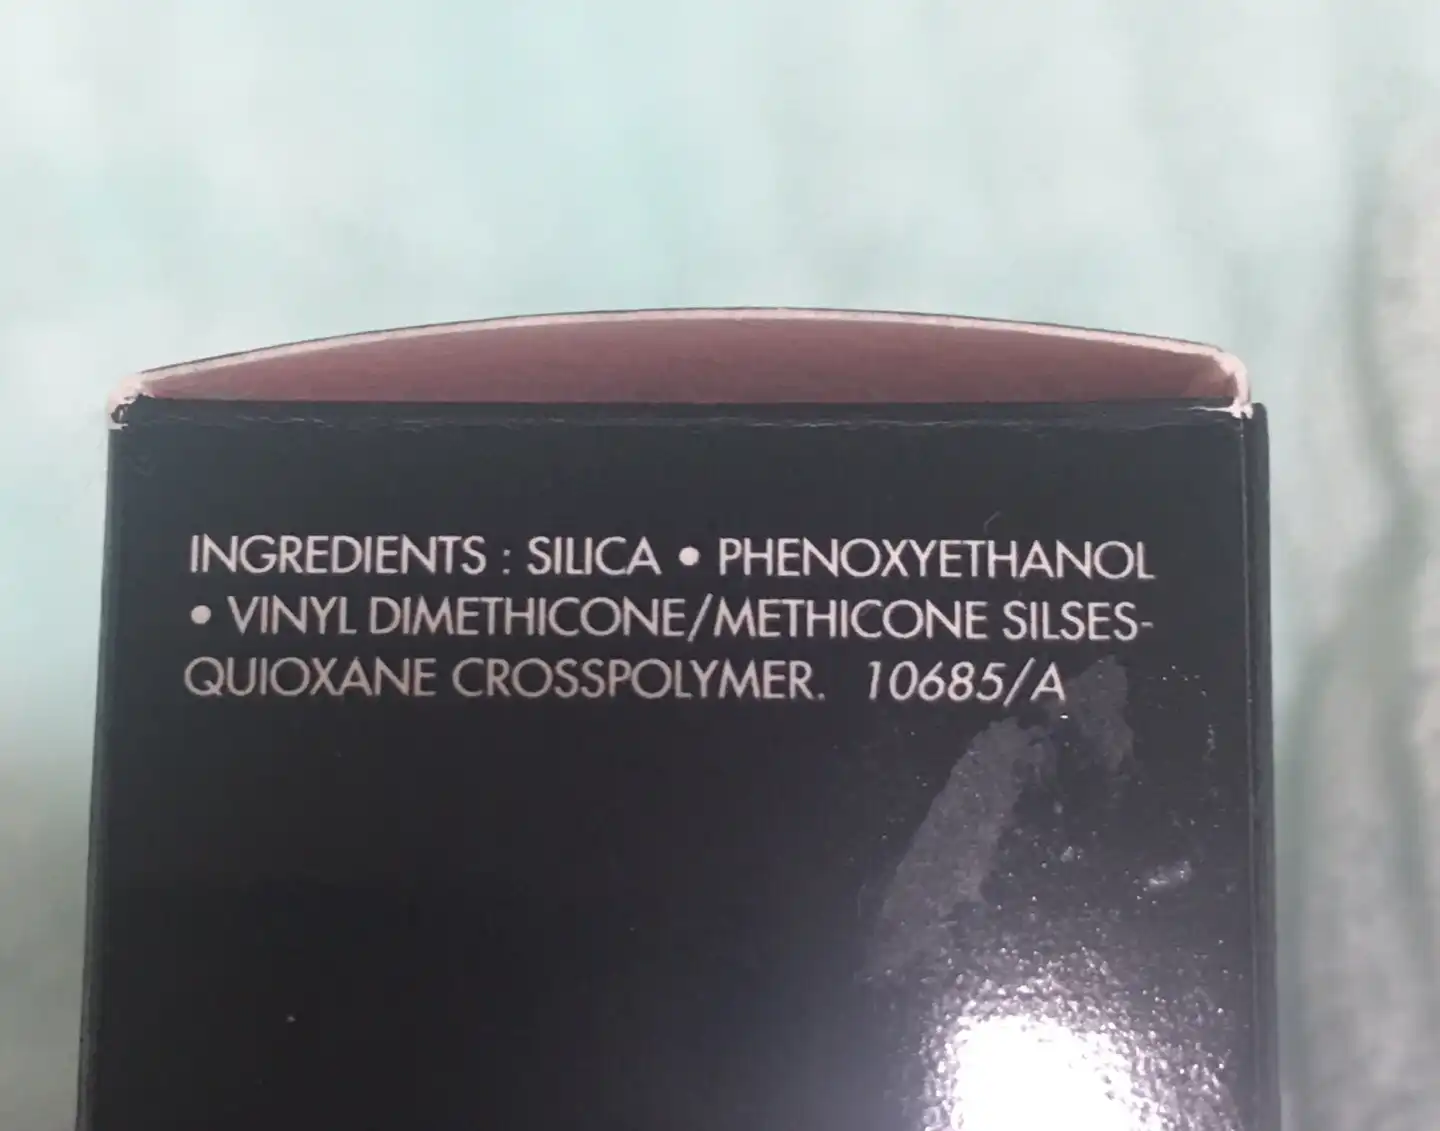 INGREDIENTS : SILICA • PHENOXYETHANOL
• VINYL DIMETHICONE/METHICONE SILSES-
QUIOXANE CROSSPOLYMER. 10685/A